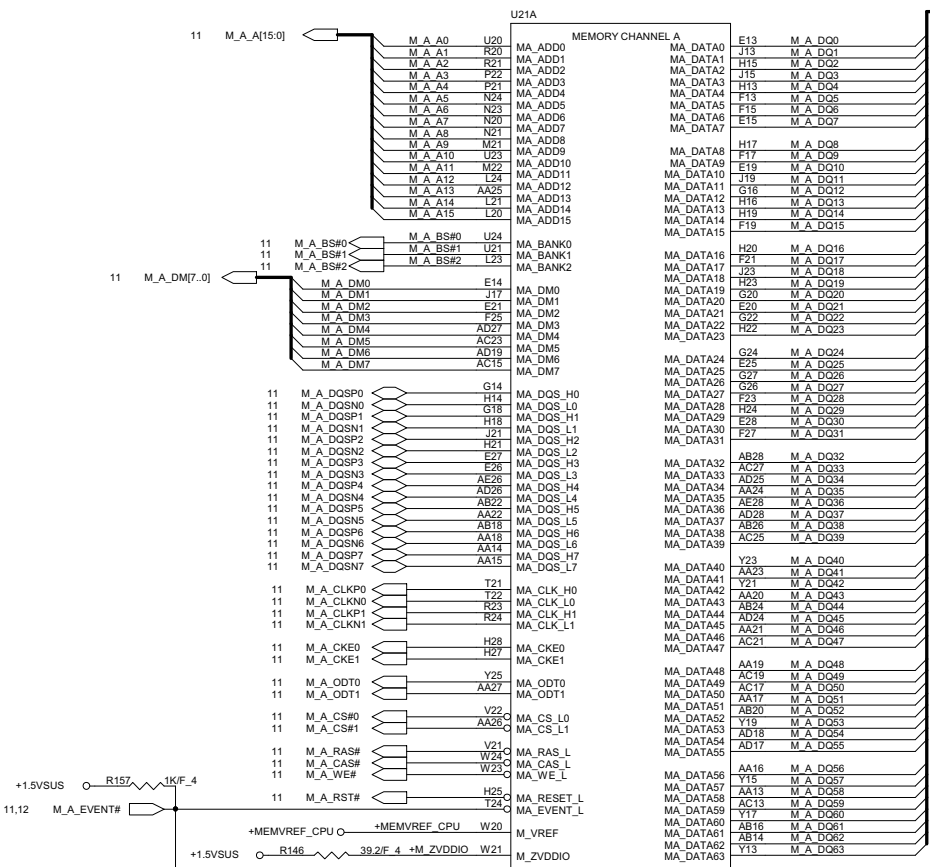 U21A
MEMORY CHANNEL A
11 M_A_A[15:0]
M_A_A0 U20 MA_ADD0
M_A_A1 R20 MA_ADD1
M_A_A2 R21 MA_ADD2
M_A_A3 P22 MA_ADD3
M_A_A4 P21 MA_ADD4
M_A_A5 N24 MA_ADD5
M_A_A6 N23 MA_ADD6
M_A_A7 N20 MA_ADD7
M_A_A8 N21 MA_ADD8
M_A_A9 M21 MA_ADD9
M_A_A10 U23 MA_ADD10
M_A_A11 M22 MA_ADD11
M_A_A12 L24 MA_ADD12
M_A_A13 AA25 MA_ADD13
M_A_A14 L21 MA_ADD14
M_A_A15 L20 MA_ADD15
11 M_A_BS#0 M_A_BS#0 U24 MA_BANK0
11 M_A_BS#1 M_A_BS#1 U21 MA_BANK1
11 M_A_BS#2 M_A_BS#2 L23 MA_BANK2
11 M_A_DM[7..0]
M_A_DM0 E14 MA_DM0
M_A_DM1 J17 MA_DM1
M_A_DM2 E21 MA_DM2
M_A_DM3 F25 MA_DM3
M_A_DM4 AD27 MA_DM4
M_A_DM5 AC23 MA_DM5
M_A_DM6 AD19 MA_DM6
M_A_DM7 AC15 MA_DM7
11 M_A_DQSP0 G14 MA_DQS_H0
11 M_A_DQSN0 H14 MA_DQS_L0
11 M_A_DQSP1 G18 MA_DQS_H1
11 M_A_DQSN1 H18 MA_DQS_L1
11 M_A_DQSP2 J21 MA_DQS_H2
11 M_A_DQSN2 H21 MA_DQS_L2
11 M_A_DQSP3 E27 MA_DQS_H3
11 M_A_DQSN3 E26 MA_DQS_L3
11 M_A_DQSP4 AE26 MA_DQS_H4
11 M_A_DQSN4 AD26 MA_DQS_L4
11 M_A_DQSP5 AB22 MA_DQS_H5
11 M_A_DQSN5 AA22 MA_DQS_L5
11 M_A_DQSP6 AB18 MA_DQS_H6
11 M_A_DQSN6 AA18 MA_DQS_L6
11 M_A_DQSP7 AA14 MA_DQS_H7
11 M_A_DQSN7 AA15 MA_DQS_L7
11 M_A_CLKP0 T21 MA_CLK_H0
11 M_A_CLKN0 T22 MA_CLK_L0
11 M_A_CLKP1 R23 MA_CLK_H1
11 M_A_CLKN1 R24 MA_CLK_L1
11 M_A_CKE0 H28 MA_CKE0
11 M_A_CKE1 H27 MA_CKE1
11 M_A_ODT0 Y25 MA_ODT0
11 M_A_ODT1 AA27 MA_ODT1
11 M_A_CS#0 V22 MA_CS_L0
11 M_A_CS#1 AA26 MA_CS_L1
11 M_A_RAS# V21 MA_RAS_L
11 M_A_CAS# W24 MA_CAS_L
11 M_A_WE# W23 MA_WE_L
11 M_A_RST# H25 MA_RESET_L
+1.5VSUS R157 1K/F_4
11,12 M_A_EVENT# T24 MA_EVENT_L
+MEMVREF_CPU +MEMVREF_CPU W20 M_VREF
+1.5VSUS R146 39.2/F_4 +M_ZVDDIO W21 M_ZVDDIO
MA_DATA0 E13 M_A_DQ0
MA_DATA1 J13 M_A_DQ1
MA_DATA2 H15 M_A_DQ2
MA_DATA3 J15 M_A_DQ3
MA_DATA4 H13 M_A_DQ4
MA_DATA5 F13 M_A_DQ5
MA_DATA6 F15 M_A_DQ6
MA_DATA7 E15 M_A_DQ7
MA_DATA8 H17 M_A_DQ8
MA_DATA9 F17 M_A_DQ9
MA_DATA10 E19 M_A_DQ10
MA_DATA11 J19 M_A_DQ11
MA_DATA12 G16 M_A_DQ12
MA_DATA13 H16 M_A_DQ13
MA_DATA14 H19 M_A_DQ14
MA_DATA15 F19 M_A_DQ15
MA_DATA16 H20 M_A_DQ16
MA_DATA17 F21 M_A_DQ17
MA_DATA18 J23 M_A_DQ18
MA_DATA19 H23 M_A_DQ19
MA_DATA20 G20 M_A_DQ20
MA_DATA21 E20 M_A_DQ21
MA_DATA22 G22 M_A_DQ22
MA_DATA23 H22 M_A_DQ23
MA_DATA24 G24 M_A_DQ24
MA_DATA25 E25 M_A_DQ25
MA_DATA26 G27 M_A_DQ26
MA_DATA27 G26 M_A_DQ27
MA_DATA28 F23 M_A_DQ28
MA_DATA29 H24 M_A_DQ29
MA_DATA30 E28 M_A_DQ30
MA_DATA31 F27 M_A_DQ31
MA_DATA32 AB28 M_A_DQ32
MA_DATA33 AC27 M_A_DQ33
MA_DATA34 AD25 M_A_DQ34
MA_DATA35 AA24 M_A_DQ35
MA_DATA36 AE28 M_A_DQ36
MA_DATA37 AD28 M_A_DQ37
MA_DATA38 AB26 M_A_DQ38
MA_DATA39 AC25 M_A_DQ39
MA_DATA40 Y23 M_A_DQ40
MA_DATA41 AA23 M_A_DQ41
MA_DATA42 Y21 M_A_DQ42
MA_DATA43 AA20 M_A_DQ43
MA_DATA44 AB24 M_A_DQ44
MA_DATA45 AD24 M_A_DQ45
MA_DATA46 AA21 M_A_DQ46
MA_DATA47 AC21 M_A_DQ47
MA_DATA48 AA19 M_A_DQ48
MA_DATA49 AC19 M_A_DQ49
MA_DATA50 AC17 M_A_DQ50
MA_DATA51 AA17 M_A_DQ51
MA_DATA52 AB20 M_A_DQ52
MA_DATA53 Y19 M_A_DQ53
MA_DATA54 AD18 M_A_DQ54
MA_DATA55 AD17 M_A_DQ55
MA_DATA56 AA16 M_A_DQ56
MA_DATA57 Y15 M_A_DQ57
MA_DATA58 AA13 M_A_DQ58
MA_DATA59 AC13 M_A_DQ59
MA_DATA60 Y17 M_A_DQ60
MA_DATA61 AB16 M_A_DQ61
MA_DATA62 AB14 M_A_DQ62
MA_DATA63 Y13 M_A_DQ63